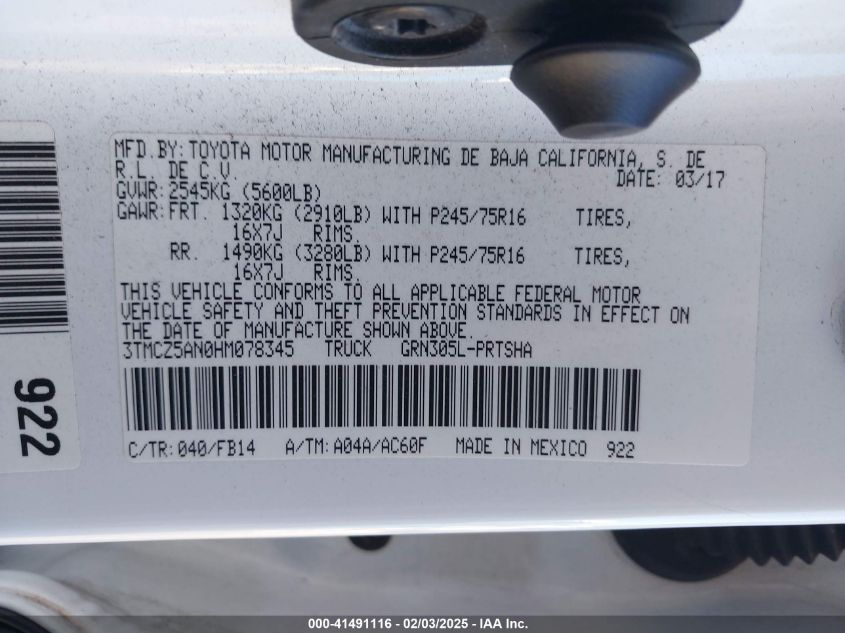 MFD.BY:TOYOTA MOTOR MANUFACTURING DE BAJA CALIFORNIA, S. DE
R.L. DE C.V.
DATE: 03/17
GVWR:2545KG (5600LB)
GAWR:FRT. 1320KG (2910LB) WITH P245/75R16 TIRES,
16X7J RIMS.
RR. 1490KG (3280LB) WITH P245/75R16 TIRES,
16X7J RIMS.
THIS VEHICLE CONFORMS TO ALL APPLICABLE FEDERAL MOTOR
VEHICLE SAFETY AND THEFT PREVENTION STANDARDS IN EFFECT ON
THE DATE OF MANUFACTURE SHOWN ABOVE.
3TMCZ5AN0HM078345 TRUCK GRN305L-PRTSHA
C/TR:040/FB14 A/TM:A04A/AC60F MADE IN MEXICO 922
922
000-41491116 — 02/03/2025 — IAA Inc.